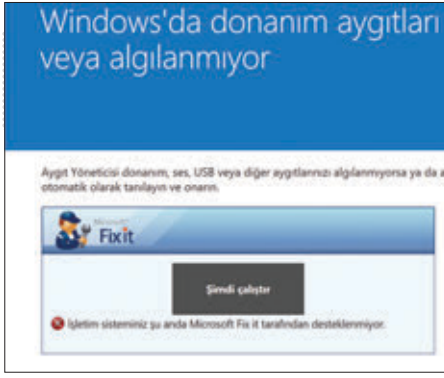 Windows'da donanım aygıtları
veya algılanmıyor
Aygıt Yöneticisi donanım, ses, USB veya diğer aygıtlarınızı algılanmıyorsa ya da a
otomatik olarak tanılayın ve onarın.
Microsoft
Fix it
Şimdi çalıştır
İşletim sisteminiz şu anda Microsoft Fix it tarafından desteklenmiyor.